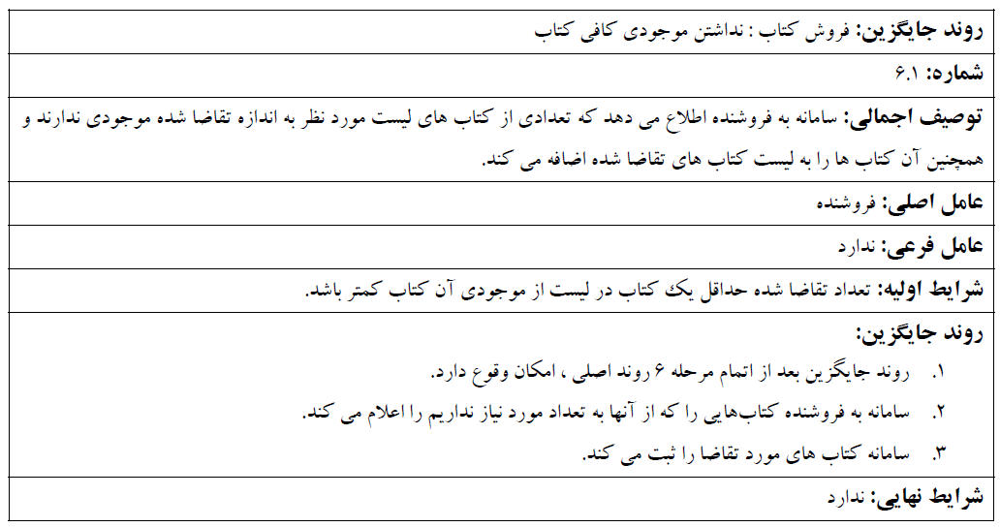 روند جایگزین: فروش کتاب : نداشتن موجودی کافی کتاب
شماره: ۶.۱
توصیف اجمالی: سامانه به فروشنده اطلاع می دهد که تعدادی از کتاب های لیست مورد نظر به اندازه تقاضا شده موجودی ندارند و
همچنین آن کتاب ها را به لیست کتاب های تقاضا شده اضافه می کند.
عامل اصلی: فروشنده
عامل فرعی: ندارد
شرایط اولیه: تعداد تقاضا شده حداقل یک کتاب در لیست از موجودی آن کتاب کمتر باشد.
روند جایگزین:
۱. روند جایگزین بعد از اتمام مرحله ۶ روند اصلی ، امکان وقوع دارد.
۲. سامانه به فروشنده کتاب‌هایی را که از آنها به تعداد مورد نیاز نداریم را اعلام می کند.
۳. سامانه کتاب های مورد تقاضا را ثبت می کند.
شرایط نهایی: ندارد